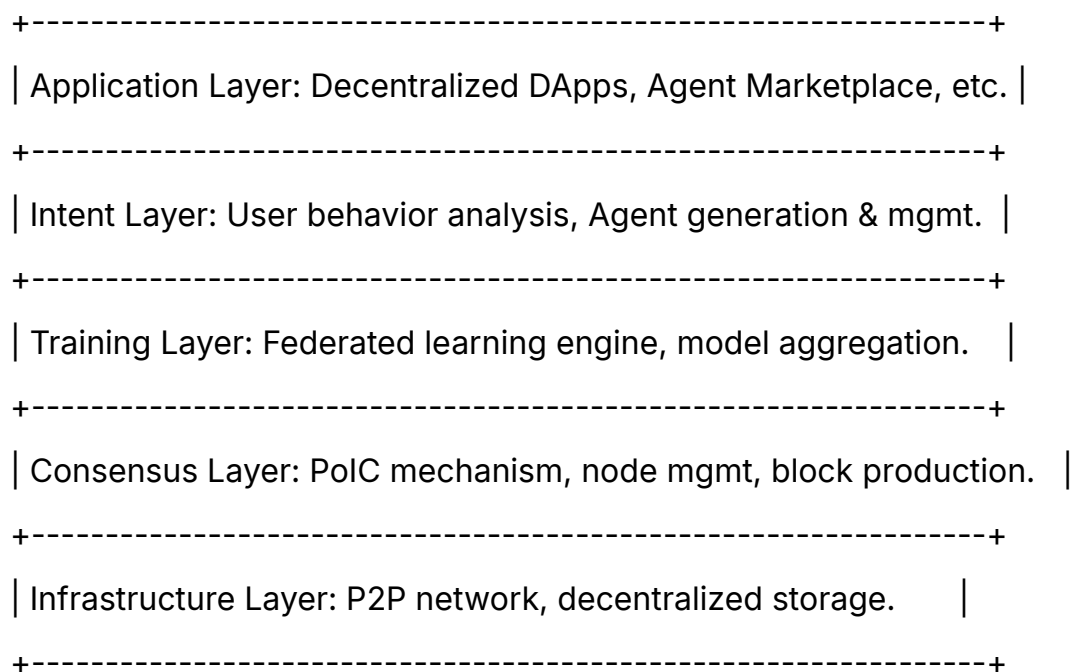 +-----------------------------------------------------------------+
| Application Layer: Decentralized DApps, Agent Marketplace, etc. |
+-----------------------------------------------------------------+
| Intent Layer: User behavior analysis, Agent generation & mgmt.  |
+-----------------------------------------------------------------+
| Training Layer: Federated learning engine, model aggregation.    |
+-----------------------------------------------------------------+
| Consensus Layer: PoIC mechanism, node mgmt, block production.   |
+-----------------------------------------------------------------+
| Infrastructure Layer: P2P network, decentralized storage.       |
+-----------------------------------------------------------------+